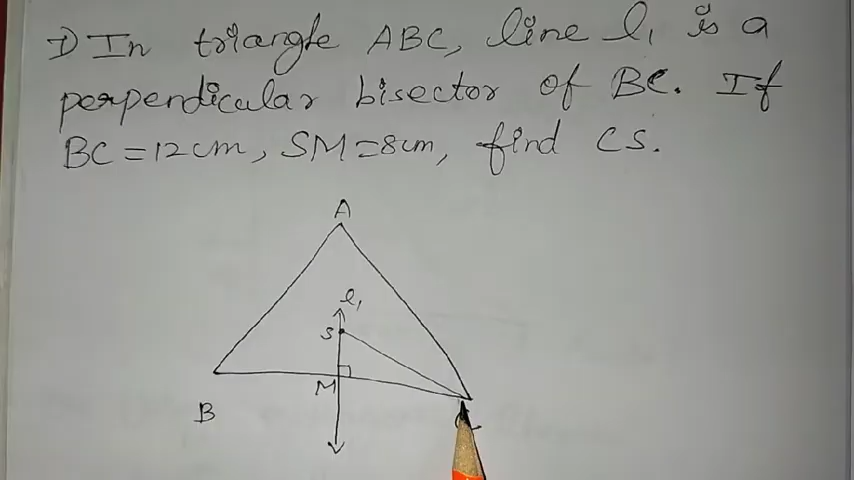 1) In triangle ABC, line l₁ is a
perpendicular bisector of BC. If
BC = 12 cm, SM = 8 cm, find CS.
A
l₁
S
M
B